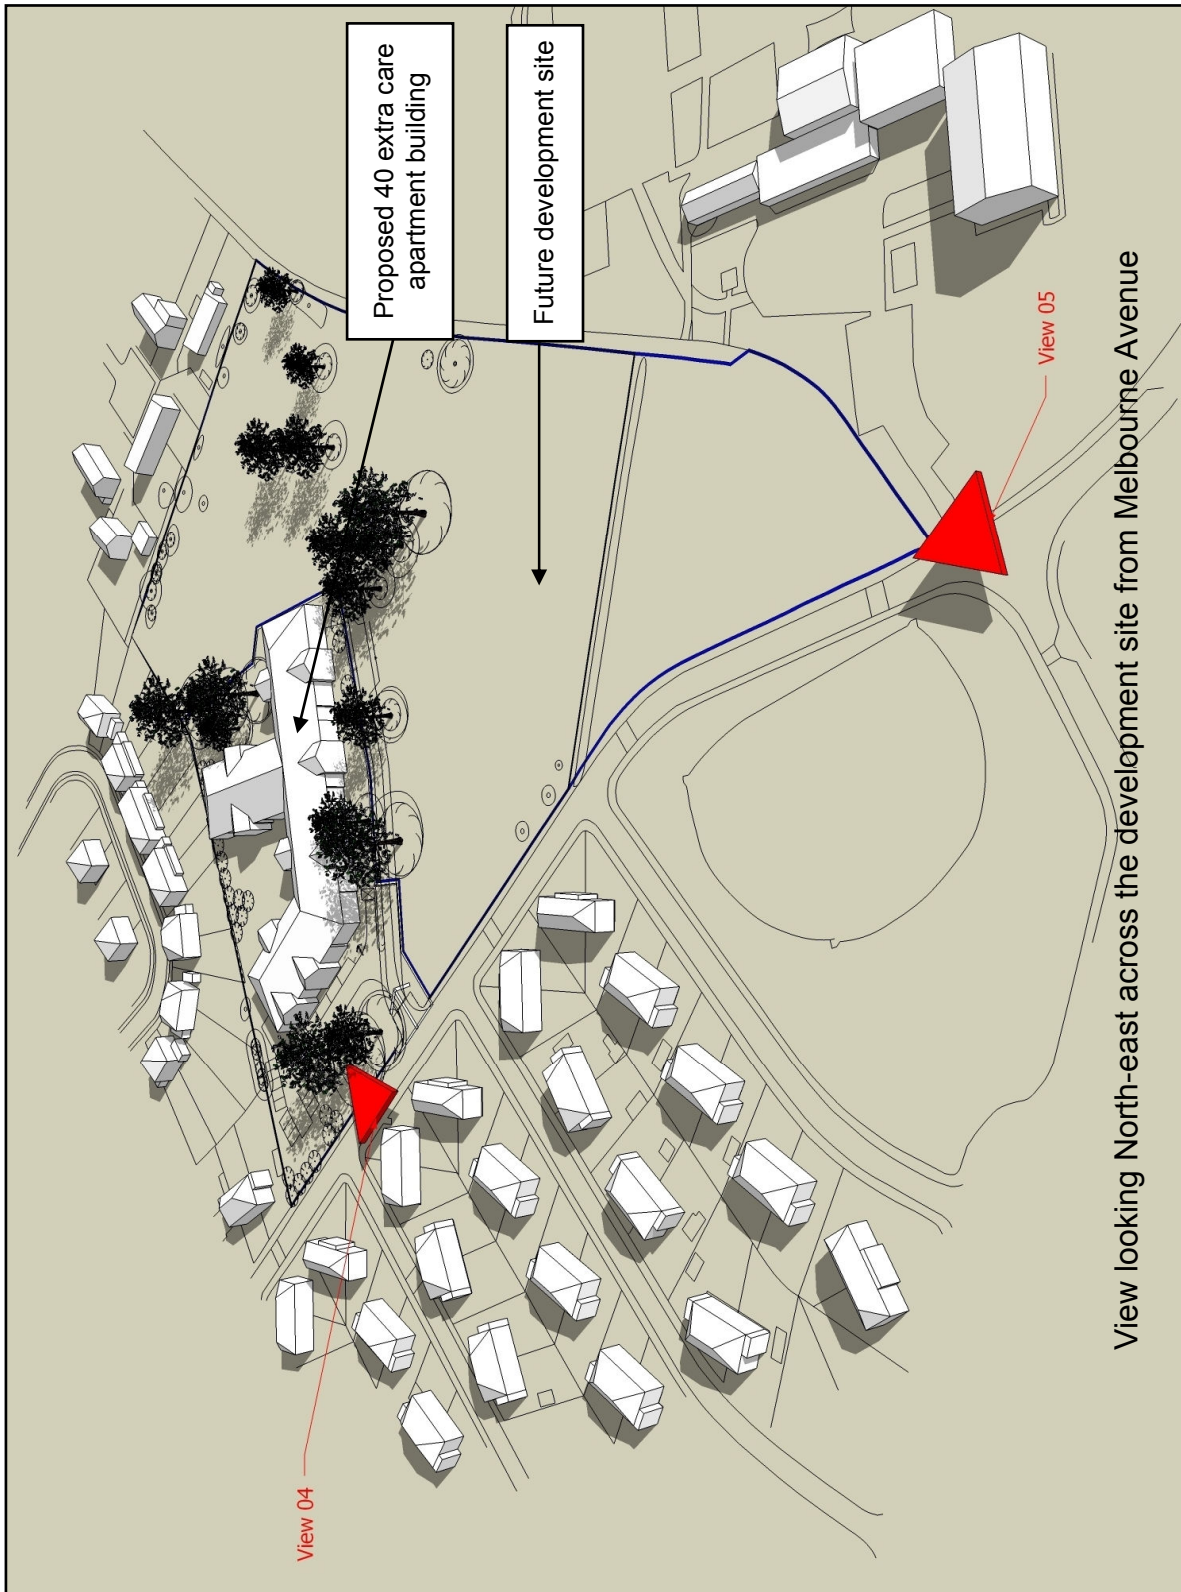 Proposed 40 extra care
apartment building
Future development site
View 04
View 05
View looking North-east across the development site from Melbourne Avenue